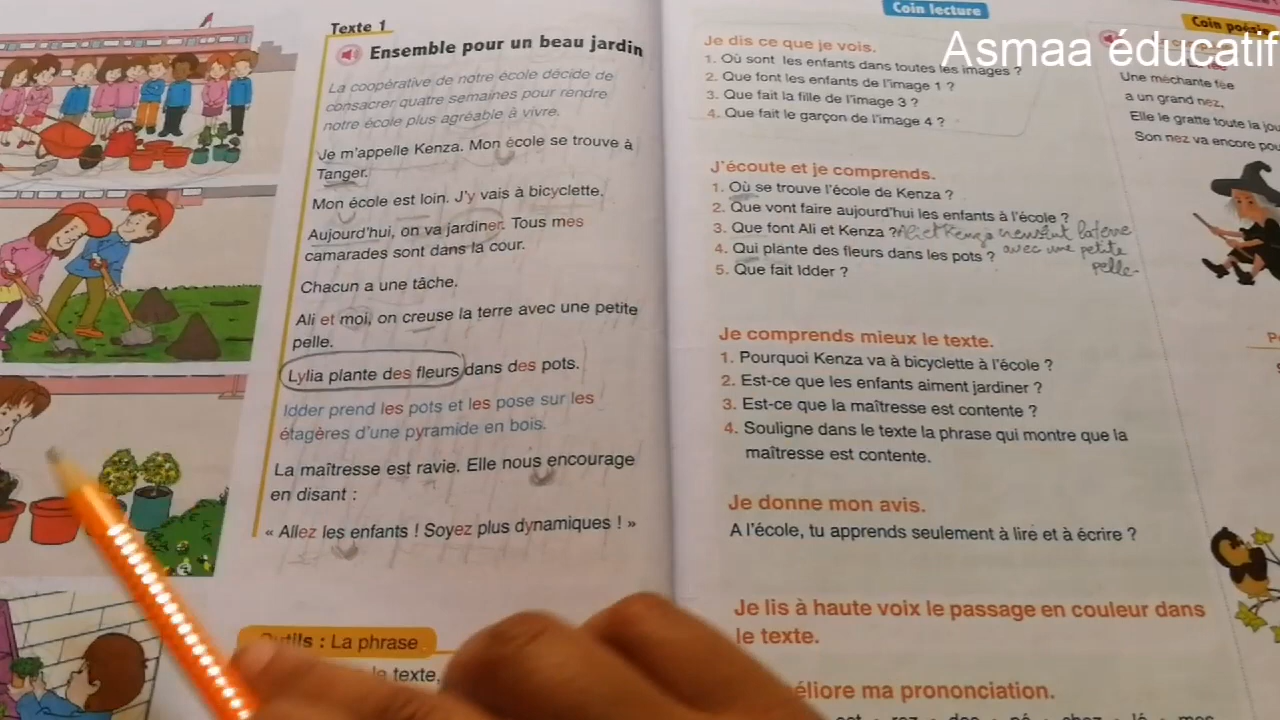 Texte 1
Ensemble pour un beau jardin
La coopérative de notre école décide de
consacrer quatre semaines pour rendre
notre école plus agréable à vivre.
Je m'appelle Kenza. Mon école se trouve à
Tanger.
Mon école est loin. J'y vais à bicyclette.
Aujourd'hui, on va jardiner. Tous mes
camarades sont dans la cour.
Chacun a une tâche.
Ali et moi, on creuse la terre avec une petite
pelle.
Lylia plante des fleurs dans des pots.
Idder prend les pots et les pose sur les
étagères d'une pyramide en bois.
La maîtresse est ravie. Elle nous encourage
en disant :
« Allez les enfants ! Soyez plus dynamiques ! »
Outils : La phrase
le texte,
Coin lecture
Je dis ce que je vois.
1. Où sont les enfants dans toutes les images ?
2. Que font les enfants de l'image 1 ?
3. Que fait la fille de l'image 3 ?
4. Que fait le garçon de l'image 4 ?
J'écoute et je comprends.
1. Où se trouve l'école de Kenza ?
2. Que vont faire aujourd'hui les enfants à l'école ?
3. Que font Ali et Kenza ? Ali et Kenza la terre
4. Qui plante des fleurs dans les pots ? avec une petite
pelle
5. Que fait Idder ?
Je comprends mieux le texte.
1. Pourquoi Kenza va à bicyclette à l'école ?
2. Est-ce que les enfants aiment jardiner ?
3. Est-ce que la maîtresse est contente ?
4. Souligne dans le texte la phrase qui montre que la
maîtresse est contente.
Je donne mon avis.
A l'école, tu apprends seulement à lire et à écrire ?
Je lis à haute voix le passage en couleur dans
le texte.
éliore ma prononciation.
Asmaa éducatif
Coin
Une méchante fée
a un grand nez,
Elle le gratte toute la
Son nez va encore